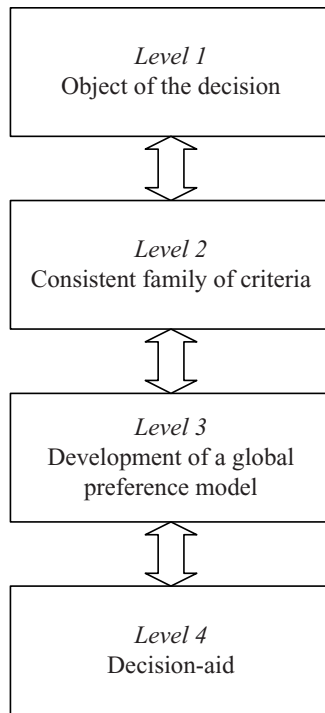 Level 1
Object of the decision
Level 2
Consistent family of criteria
Level 3
Development of a global
preference model
Level 4
Decision-aid